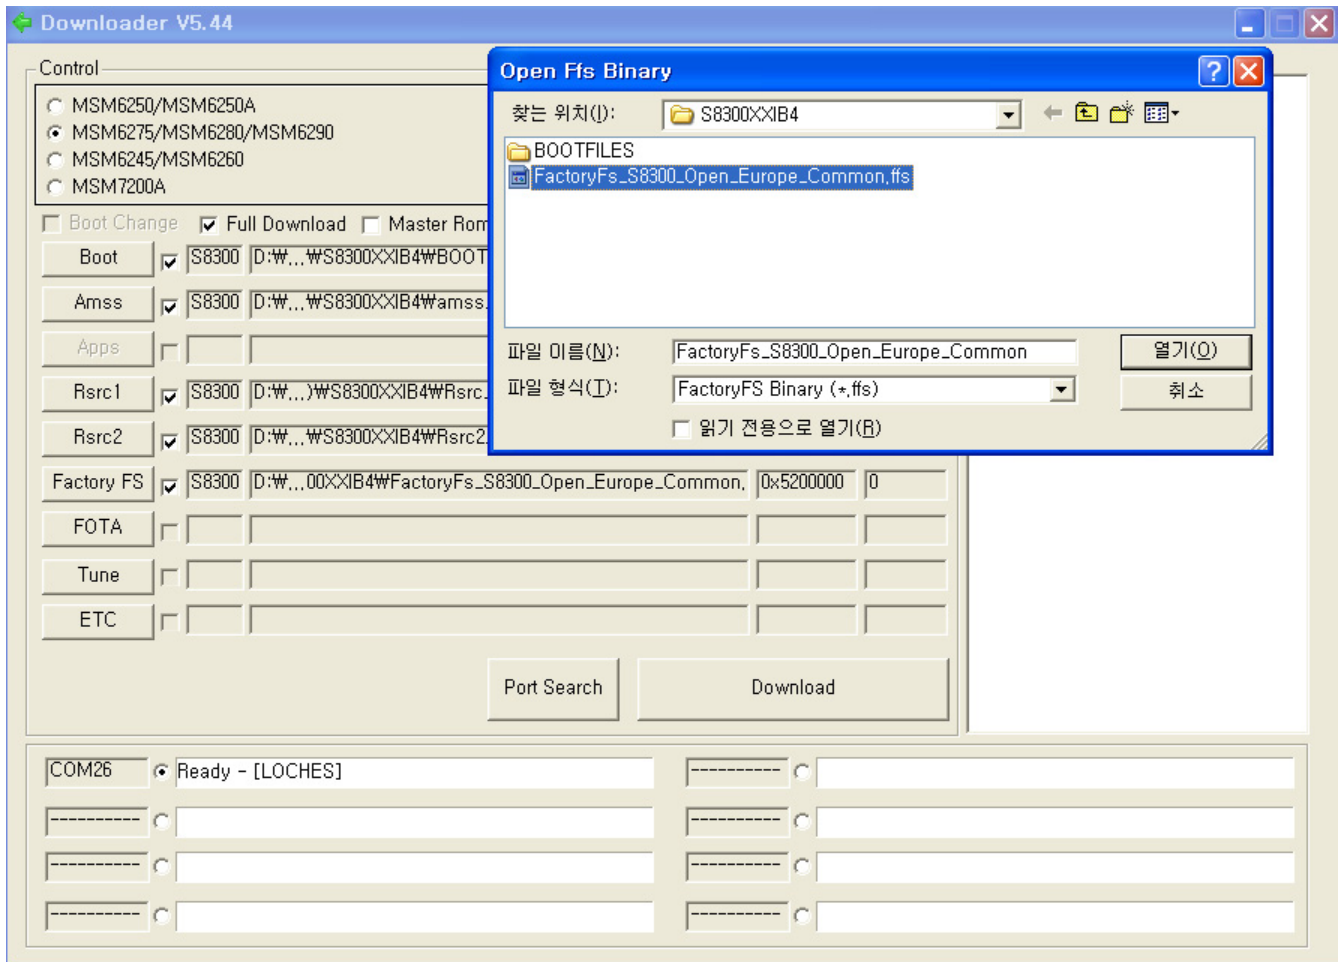 Downloader V5.44
Control
MSM6250/MSM6250A
MSM6275/MSM6280/MSM6290
MSM6245/MSM6260
MSM7200A
Boot Change Full Download Master Rom
Boot S8300 D:₩...₩S8300XXIB4₩BOOT
Amss S8300 D:₩...₩S8300XXIB4₩amss.
Apps
Rsrc1 S8300 D:₩...)₩S8300XXIB4₩Rsrc.
Rsrc2 S8300 D:₩...₩S8300XXIB4₩Rsrc2.
Factory FS S8300 D:₩...00XXIB4₩FactoryFs_S8300_Open_Europe_Common. 0x5200000 0
FOTA
Tune
ETC
Port Search Download
COM26 Ready - [LOCHES] ----------
---------- ----------
---------- ----------
---------- ----------
Open Ffs Binary
찾는 위치(I): S8300XXIB4
BOOTFILES
FactoryFs_S8300_Open_Europe_Common.ffs
파일 이름(N): FactoryFs_S8300_Open_Europe_Common 열기(O)
파일 형식(T): FactoryFS Binary (*.ffs) 취소
읽기 전용으로 열기(R)